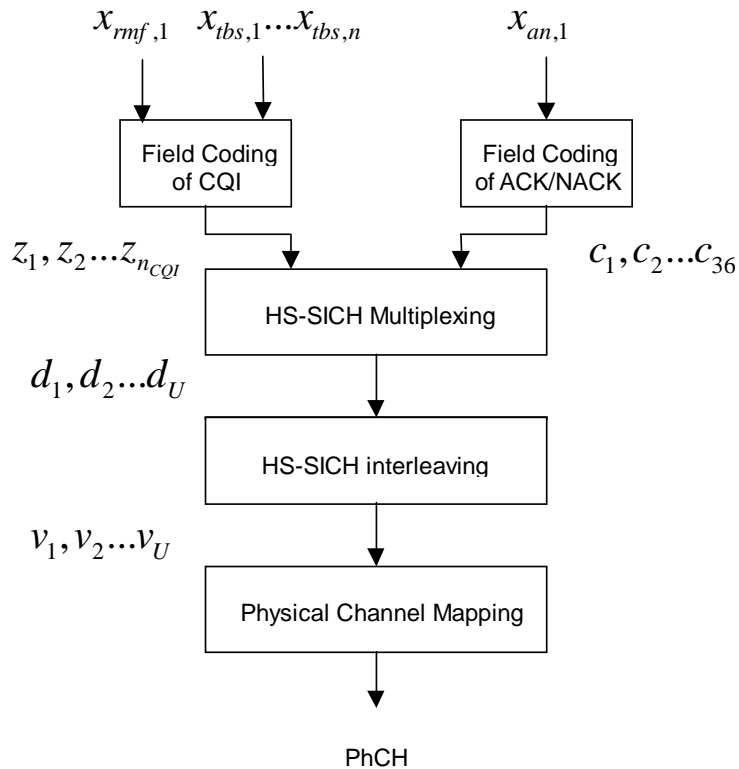 x_{rmf,1} x_{tbs,1}...x_{tbs,n} x_{an,1}
Field Coding of CQI
Field Coding of ACK/NACK
z_1, z_2...z_{n_{CQI}} c_1, c_2...c_{36}
HS-SICH Multiplexing
d_1, d_2...d_U
HS-SICH interleaving
v_1, v_2...v_U
Physical Channel Mapping
PhCH